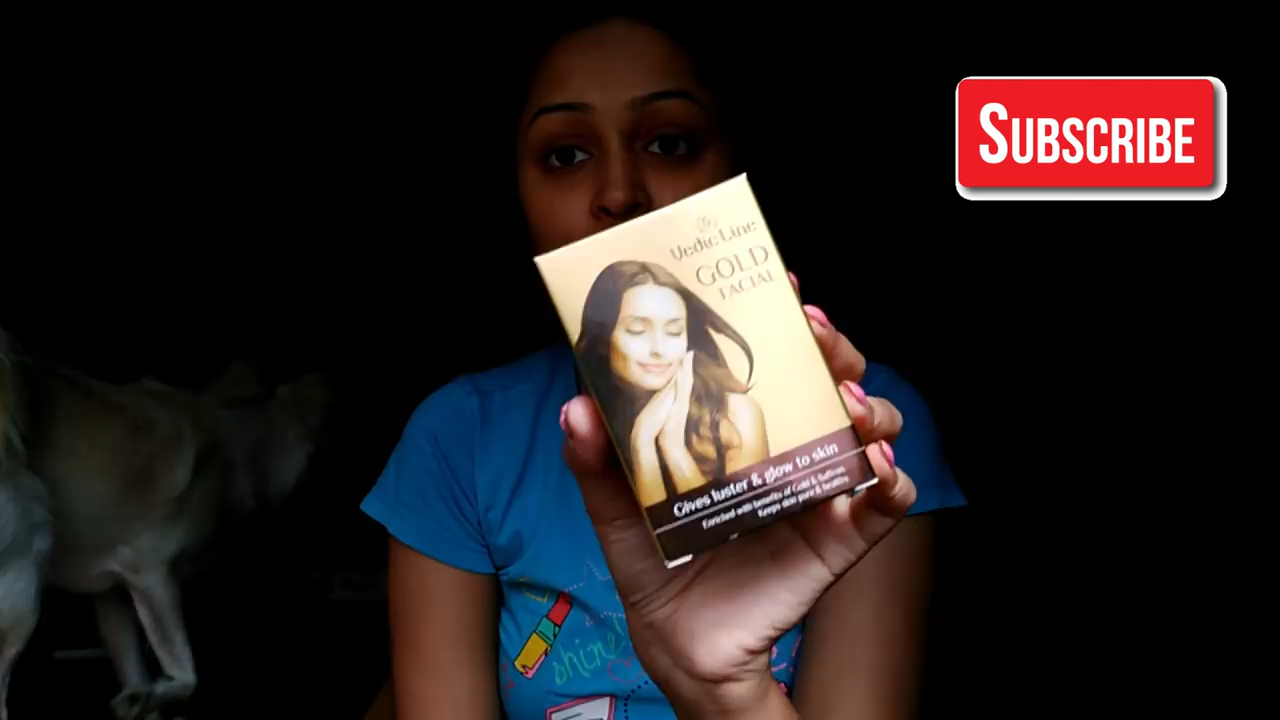 SUBSCRIBE
Vedic Line
GOLD
FACIAL
Gives luster & glow to skin
Enriched with benefits of Gold & Saffron
Keeps skin pure & healthy
shine!